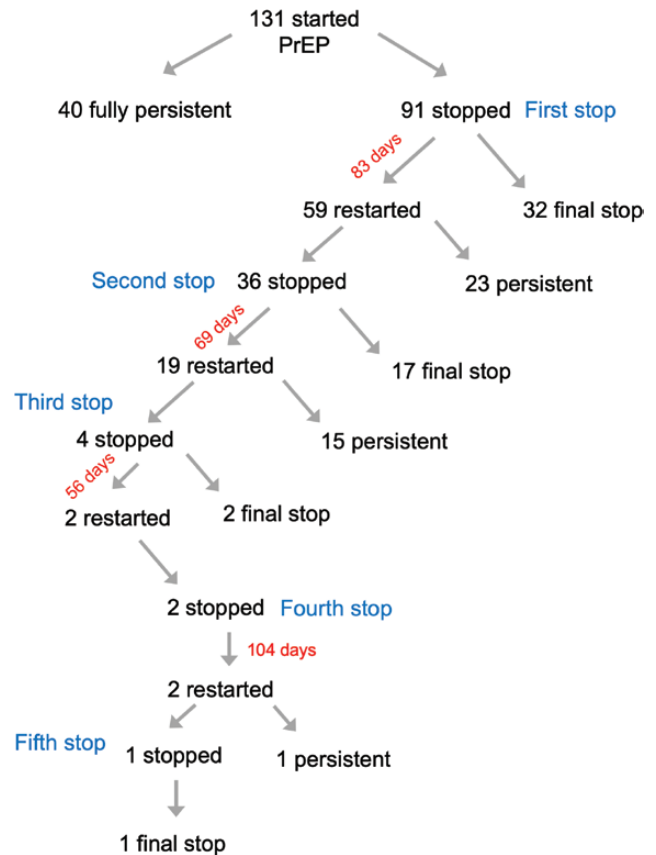 131 started
PrEP
40 fully persistent
91 stopped First stop
83 days
59 restarted
32 final stop
Second stop 36 stopped
23 persistent
69 days
19 restarted
17 final stop
Third stop
4 stopped
15 persistent
56 days
2 restarted
2 final stop
2 stopped Fourth stop
104 days
2 restarted
Fifth stop
1 stopped
1 persistent
1 final stop